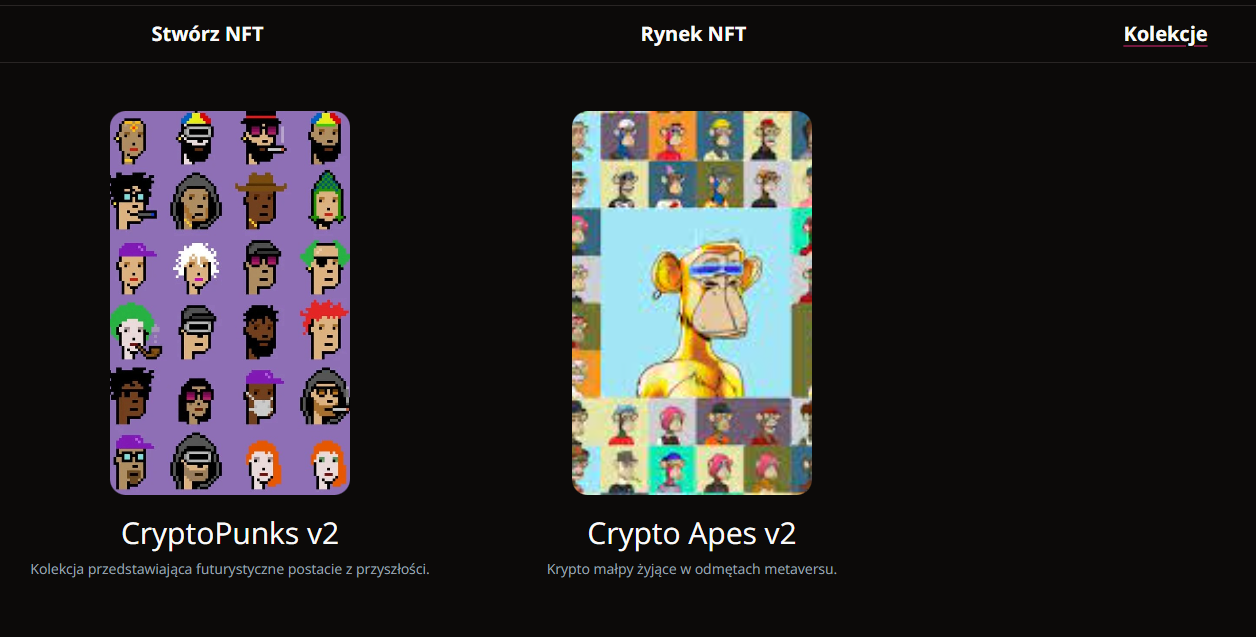 Stwórz NFT
Rynek NFT
Kolekcje
CryptoPunks v2
Kolekcja przedstawiająca futurystyczne postacie z przyszłości.
Crypto Apes v2
Krypto małpy żyjące w odmętach metaversu.